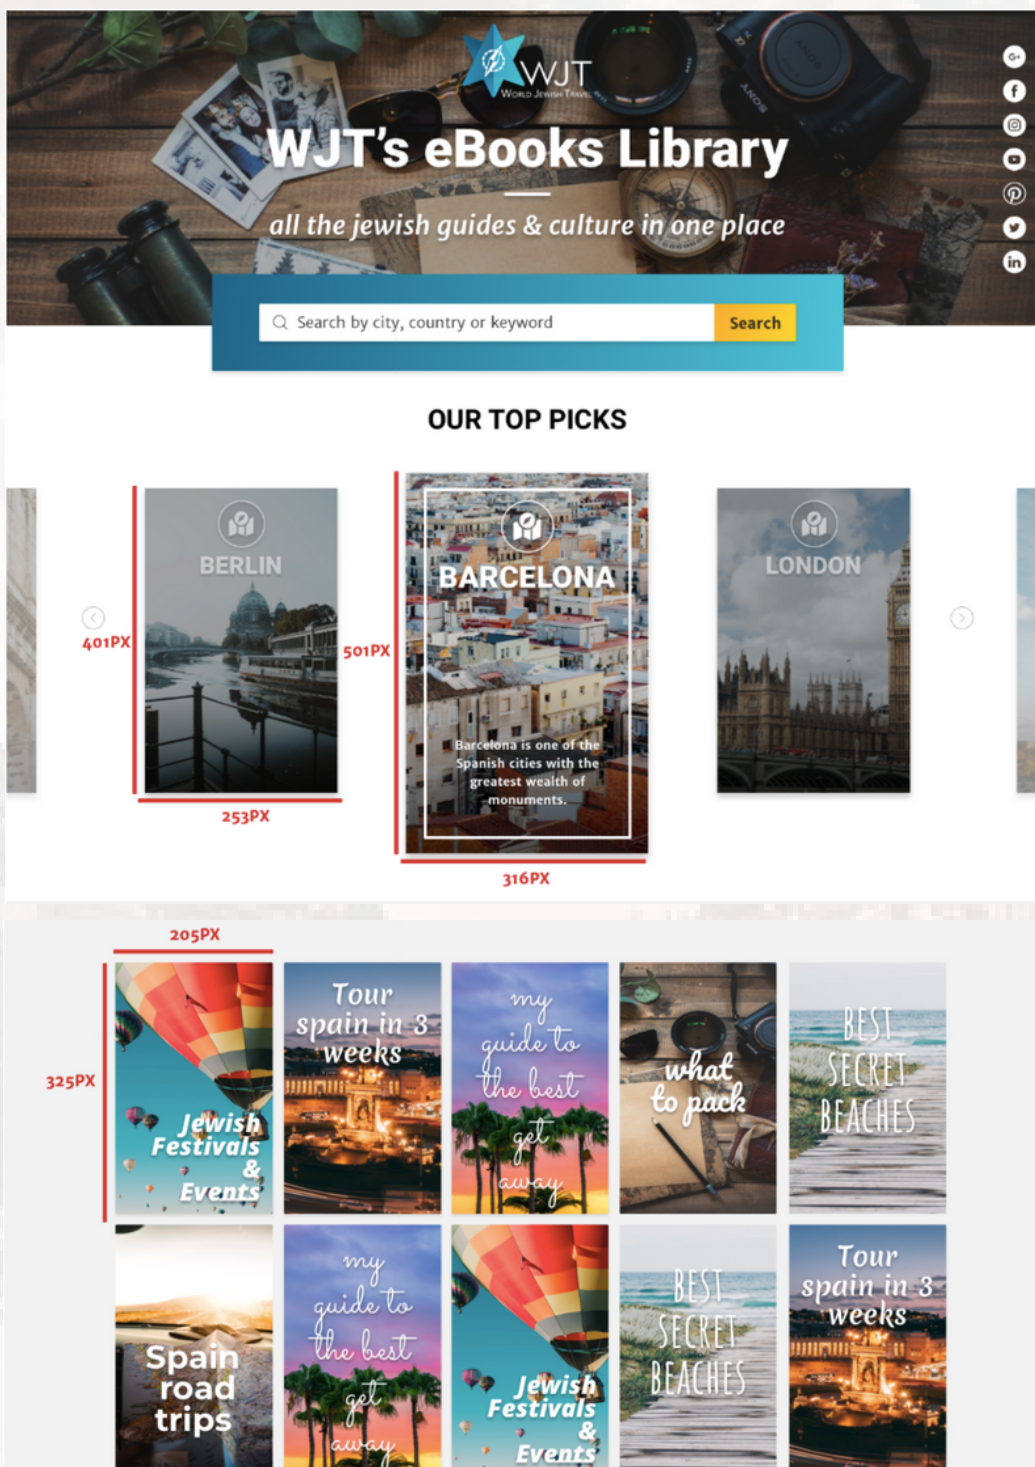 WJT
WORLD JEWISH TRAVEL
SONY
SONY
G+
f
in
WJT's eBooks Library
all the jewish guides & culture in one place
Search by city, country or keyword
Search
OUR TOP PICKS
BERLIN
BARCELONA
LONDON
401PX
501PX
Barcelona is one of the
Spanish cities with the
greatest wealth of
monuments.
253PX
316PX
205PX
325PX
Jewish
Festivals
&
Events
Tour
spain in 3
weeks
my
guide to
the best
get
away
what
to pack
BEST
SECRET
BEACHES
Spain
road
trips
my
guide to
the best
get
away
Jewish
Festivals
&
Events
BEST
SECRET
BEACHES
Tour
spain in 3
weeks